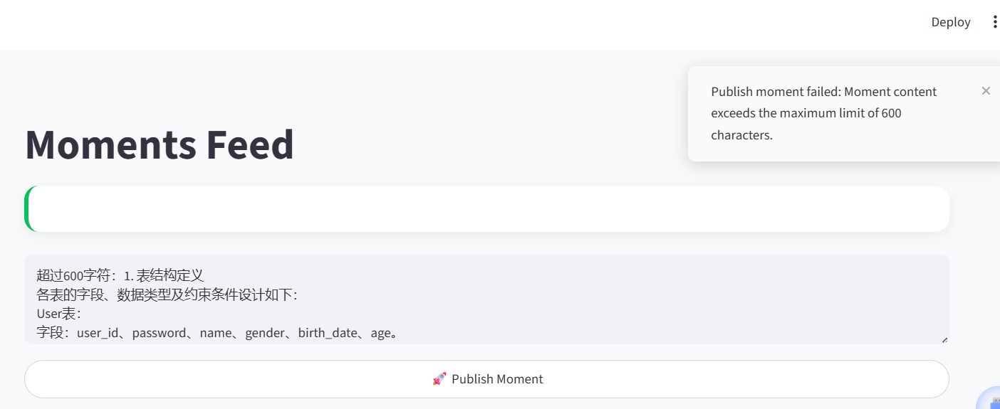 Deploy
Publish moment failed: Moment content
exceeds the maximum limit of 600
characters.
Moments Feed
超过600字符：1. 表结构定义
各表的字段、数据类型及约束条件设计如下：
User表：
字段：user_id、password、name、gender、birth_date、age。
🚀 Publish Moment